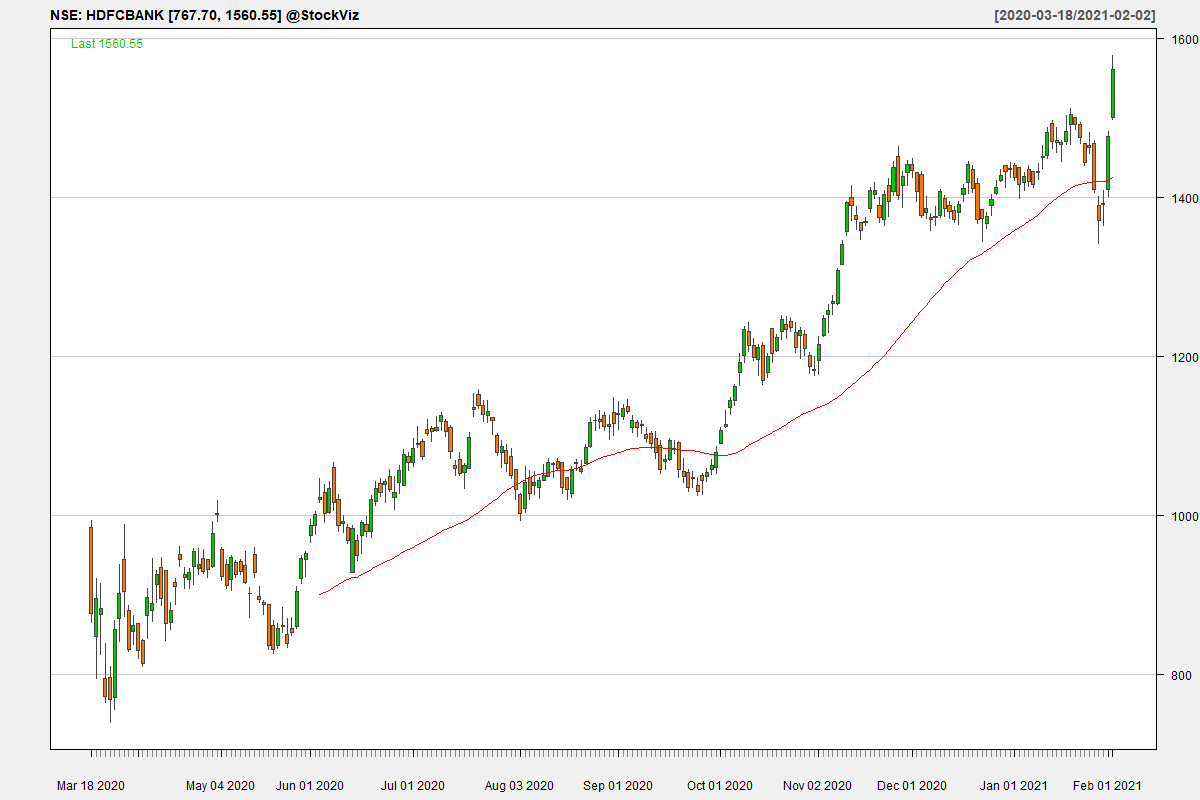 NSE: HDFCBANK [767.70, 1560.55] @StockViz [2020-03-18/2021-02-02]
Last 1560.55
1600
1400
1200
1000
800
Mar 18 2020 May 04 2020 Jun 01 2020 Jul 01 2020 Aug 03 2020 Sep 01 2020 Oct 01 2020 Nov 02 2020 Dec 01 2020 Jan 01 2021 Feb 01 2021